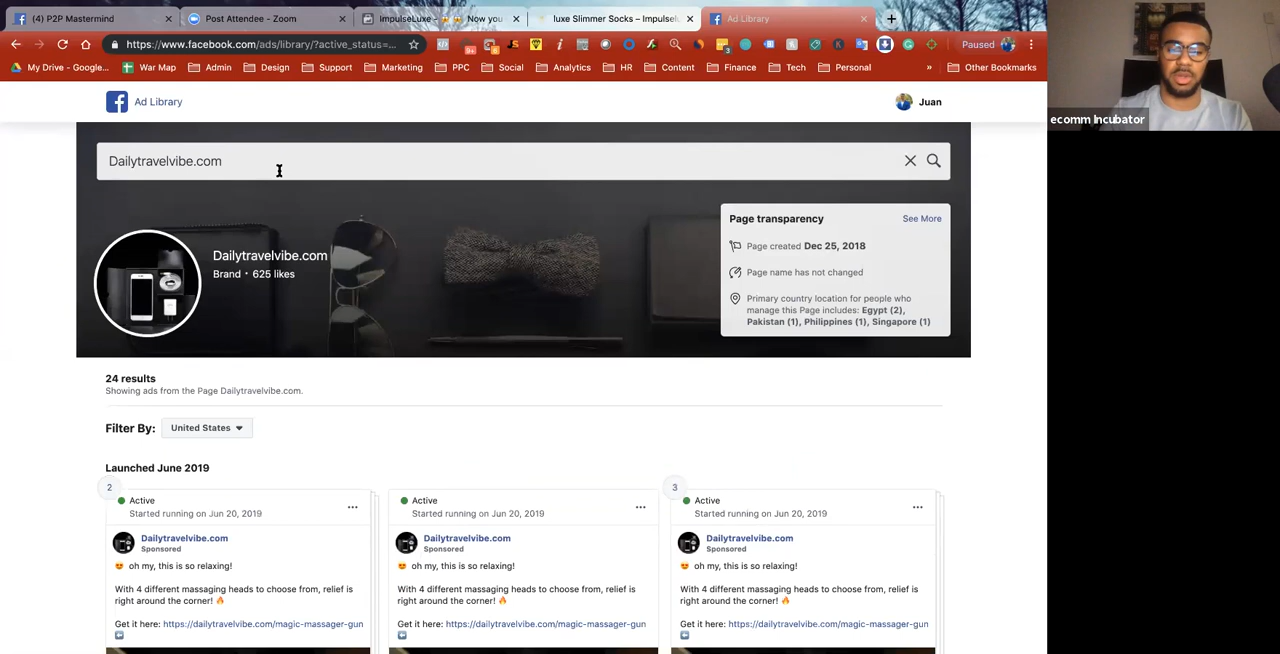 (4) P2P Mastermind
Post Attendee - Zoom
ImpulseLuxe - 😱😱 Now you
luxe Slimmer Socks – Impulsel
Ad Library
https://www.facebook.com/ads/library/?active_status=...
Paused
My Drive - Google...
War Map
Admin
Design
Support
Marketing
PPC
Social
Analytics
HR
Content
Finance
Tech
Personal
»
Other Bookmarks
ecomm Incubator
Ad Library
Juan
Dailytravelvibe.com
Page transparency
See More
Page created Dec 25, 2018
Page name has not changed
Primary country location for people who
manage this Page includes: Egypt (2),
Pakistan (1), Philippines (1), Singapore (1)
Dailytravelvibe.com
Brand • 625 likes
24 results
Showing ads from the Page Dailytravelvibe.com.
Filter By:
United States
Launched June 2019
2
Active
Started running on Jun 20, 2019
Dailytravelvibe.com
Sponsored
😍 oh my, this is so relaxing!
With 4 different massaging heads to choose from, relief is
right around the corner! 🔥
Get it here: https://dailytravelvibe.com/magic-massager-gun
⬅️
Active
Started running on Jun 20, 2019
Dailytravelvibe.com
Sponsored
😍 oh my, this is so relaxing!
With 4 different massaging heads to choose from, relief is
right around the corner! 🔥
Get it here: https://dailytravelvibe.com/magic-massager-gun
⬅️
3
Active
Started running on Jun 20, 2019
Dailytravelvibe.com
Sponsored
😍 oh my, this is so relaxing!
With 4 different massaging heads to choose from, relief is
right around the corner! 🔥
Get it here: https://dailytravelvibe.com/magic-massager-gun
⬅️